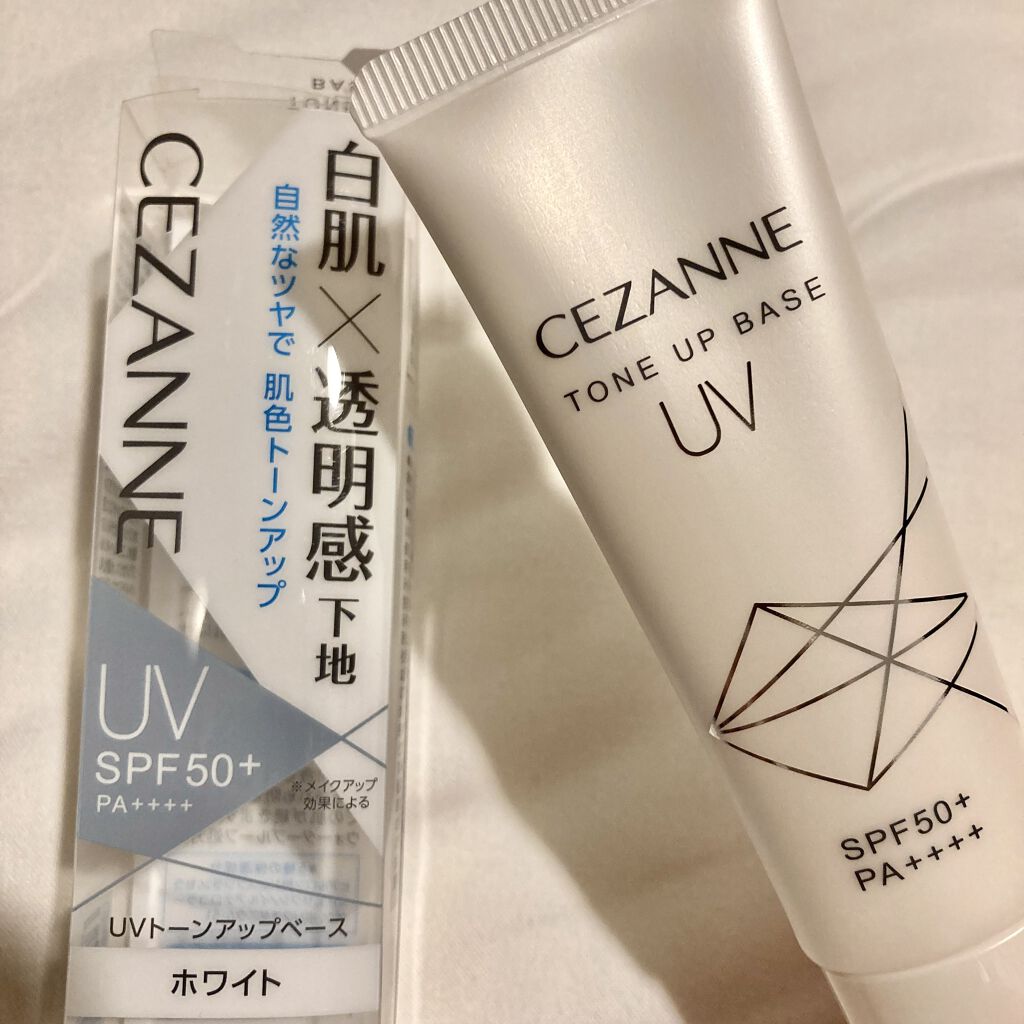 CEZANNE
白肌×透明感下地
自然なツヤで 肌色トーンアップ
UV
SPF50+
PA++++
※メイクアップ
効果による
UVトーンアップベース
ホワイト
CEZANNE
TONE UP BASE
UV
SPF50+
PA++++